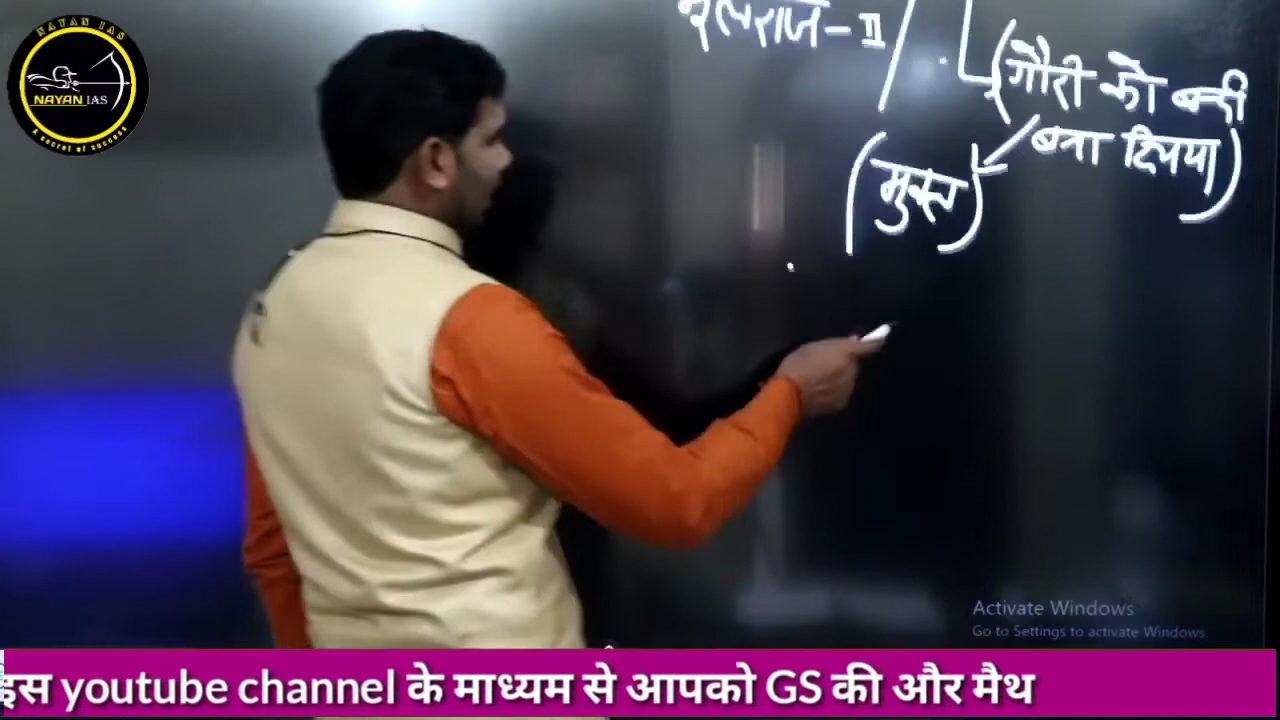 NAYAN IAS
NAYAN IAS
A secret of success
मूलराज-II
(गौरी को बन्दी
बना लिया)
(मुक्त)
Activate Windows
Go to Settings to activate Windows.
इस youtube channel के माध्यम से आपको GS की और मैथ